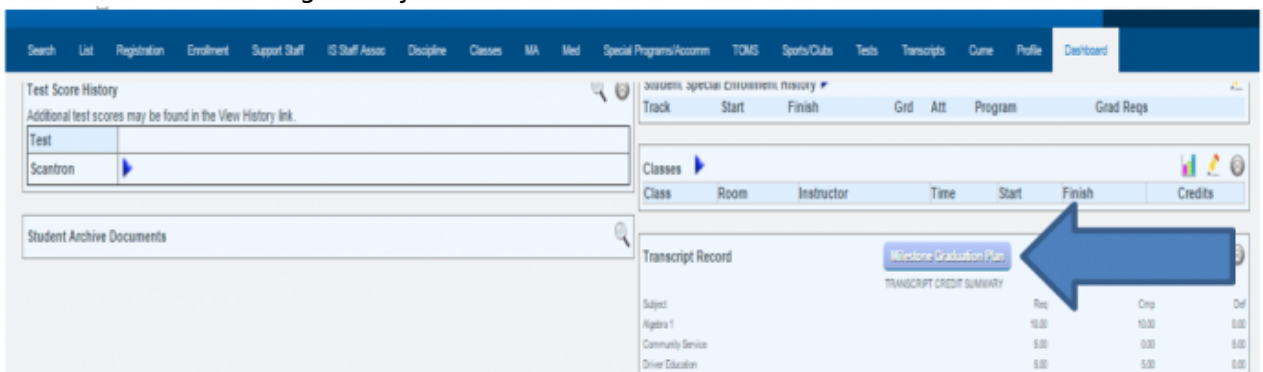 Search List Registration Enrollment Support Staff IS Staff Assoc Discipline Classes MA Med Special Programs/Accomm TOMS Sports/Clubs Tests Transcripts Cume Profile Dashboard
Test Score History
Additional test scores may be found in the View History link.
Test
Scantron
Student Archive Documents
Student Special Enrollment History
Track Start Finish Grd Att Program Grad Reqs
Classes
Class Room Instructor Time Start Finish Credits
Transcript Record Milestone Graduation Plan
TRANSCRIPT CREDIT SUMMARY
Subject Req Cmp Def
Algebra 1 10.00 10.00 0.00
Community Service 5.00 0.00 5.00
Driver Education 5.00 5.00 0.00